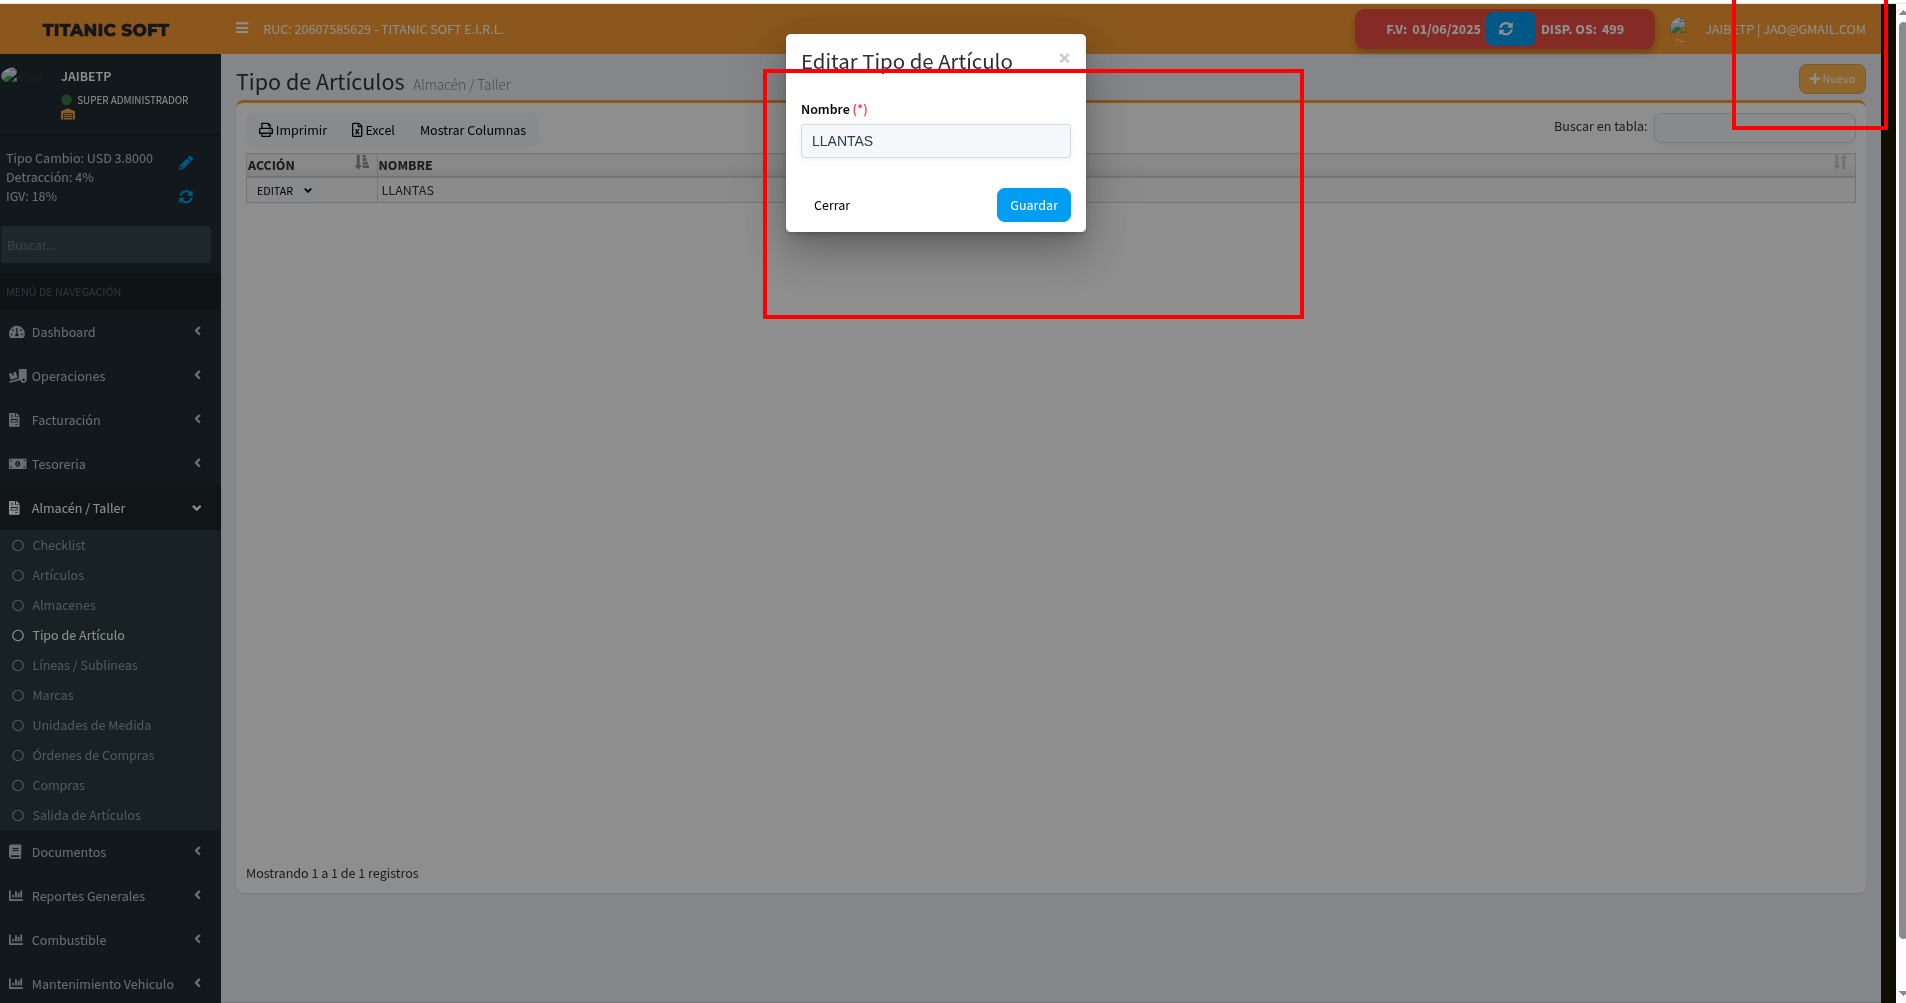 TITANIC SOFT
RUC: 20607585629 - TITANIC SOFT E.I.R.L.
F.V: 01/06/2025
DISP. OS: 499
JAIBETP | JAO@GMAIL.COM
JAIBETP
SUPER ADMINISTRADOR
Tipo Cambio: USD 3.8000
Detracción: 4%
IGV: 18%
Buscar...
MENÚ DE NAVEGACIÓN
Dashboard
Operaciones
Facturación
Tesoreria
Almacén / Taller
Checklist
Artículos
Almacenes
Tipo de Artículo
Líneas / Sublineas
Marcas
Unidades de Medida
Órdenes de Compras
Compras
Salida de Artículos
Documentos
Reportes Generales
Combustible
Mantenimiento Vehiculo
Tipo de Artículos Almacén / Taller
Nuevo
Imprimir Excel Mostrar Columnas
Buscar en tabla:
ACCIÓN NOMBRE
EDITAR LLANTAS
Mostrando 1 a 1 de 1 registros
Editar Tipo de Artículo ×
Nombre (*)
LLANTAS
Cerrar Guardar